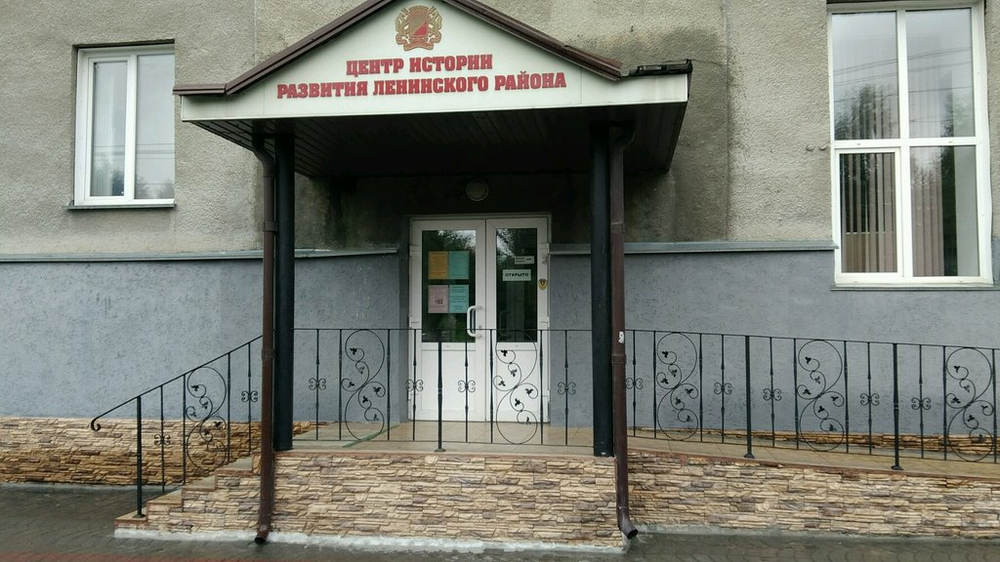 ЦЕНТР ИСТОРИИ
РАЗВИТИЯ ЛЕНИНСКОГО РАЙОНА
ОТКРЫТО